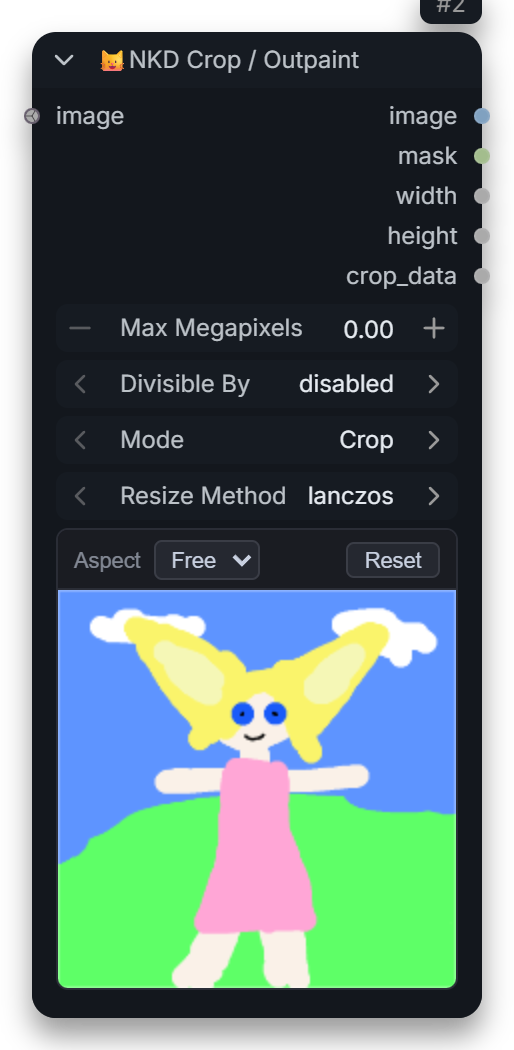 #2
NKD Crop / Outpaint
image
image
mask
width
height
crop_data
Max Megapixels 0.00
Divisible By disabled
Mode Crop
Resize Method lanczos
Aspect Free Reset